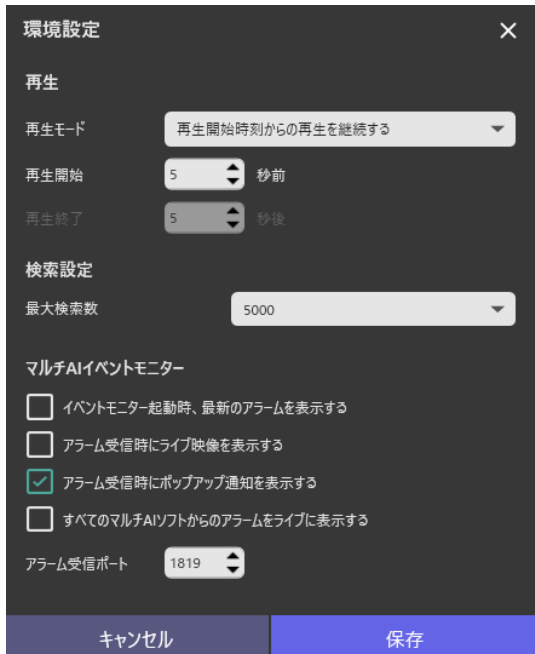 環境設定
再生
再生モード 再生開始時刻からの再生を継続する
再生開始 5 秒前
再生終了 5 秒後
検索設定
最大検索数 5000
マルチAIイベントモニター
イベントモニター起動時、最新のアラームを表示する
アラーム受信時にライブ映像を表示する
アラーム受信時にポップアップ通知を表示する
すべてのマルチAIソフトからのアラームをライブに表示する
アラーム受信ポート 1819
キャンセル 保存